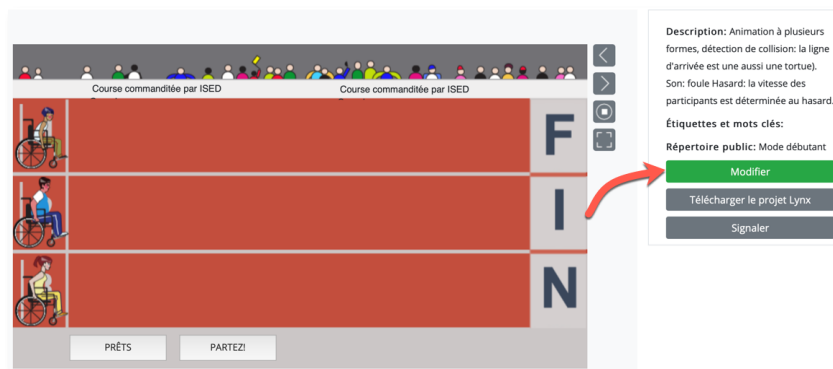 Course commanditée par ISED
Course commanditée par ISED
F
I
N
PRÊTS
PARTEZ!
Description: Animation à plusieurs
formes, détection de collision: la ligne
d'arrivée est une aussi une tortue).
Son: foule Hasard: la vitesse des
participants est déterminée au hasard.
Étiquettes et mots clés:
Répertoire public: Mode débutant
Modifier
Télécharger le projet Lynx
Signaler